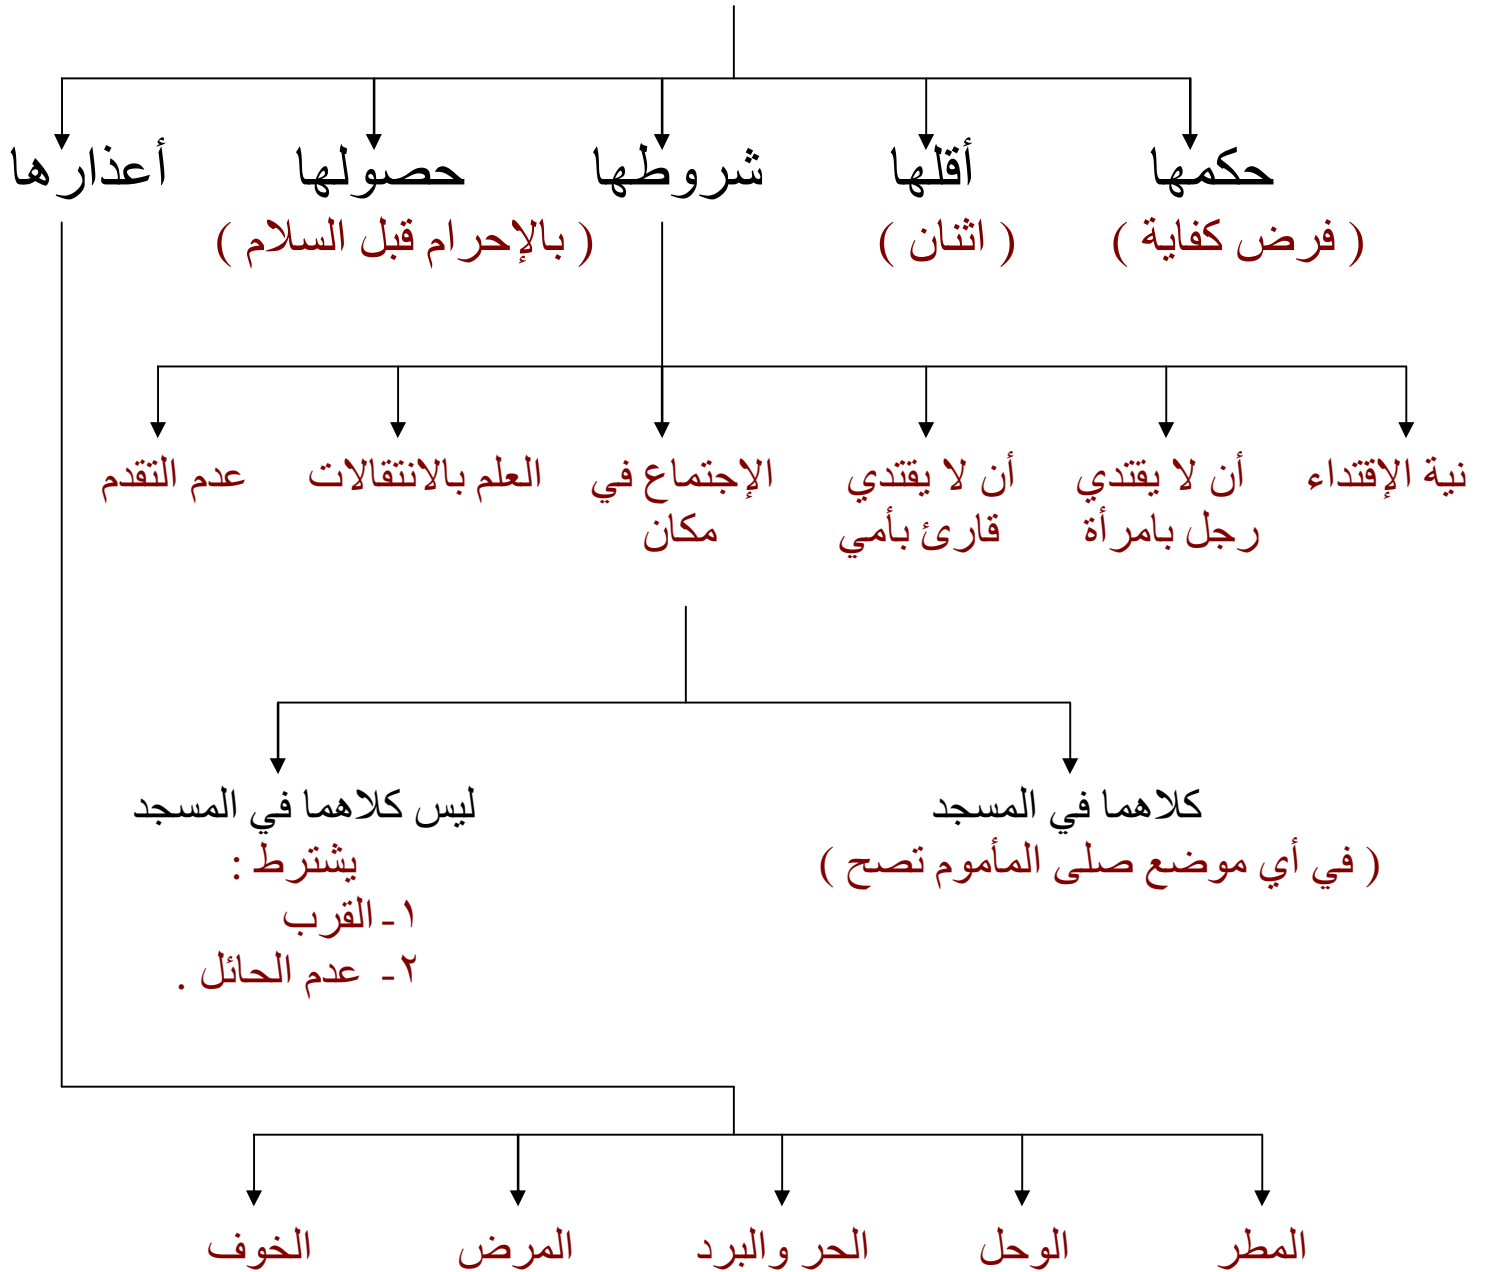 حكمها
( فرض كفاية )
أقلها
( اثنان )
شروطها
حصولها
( بالإحرام قبل السلام )
أعذارها
نية الإقتداء
أن لا يقتدي
رجل بامرأة
أن لا يقتدي
قارئ بأمي
الإجتماع في
مكان
العلم بالانتقالات
عدم التقدم
كلاهما في المسجد
( في أي موضع صلى المأموم تصح )
ليس كلاهما في المسجد
يشترط :
١- القرب
٢- عدم الحائل .
المطر
الوحل
الحر والبرد
المرض
الخوف